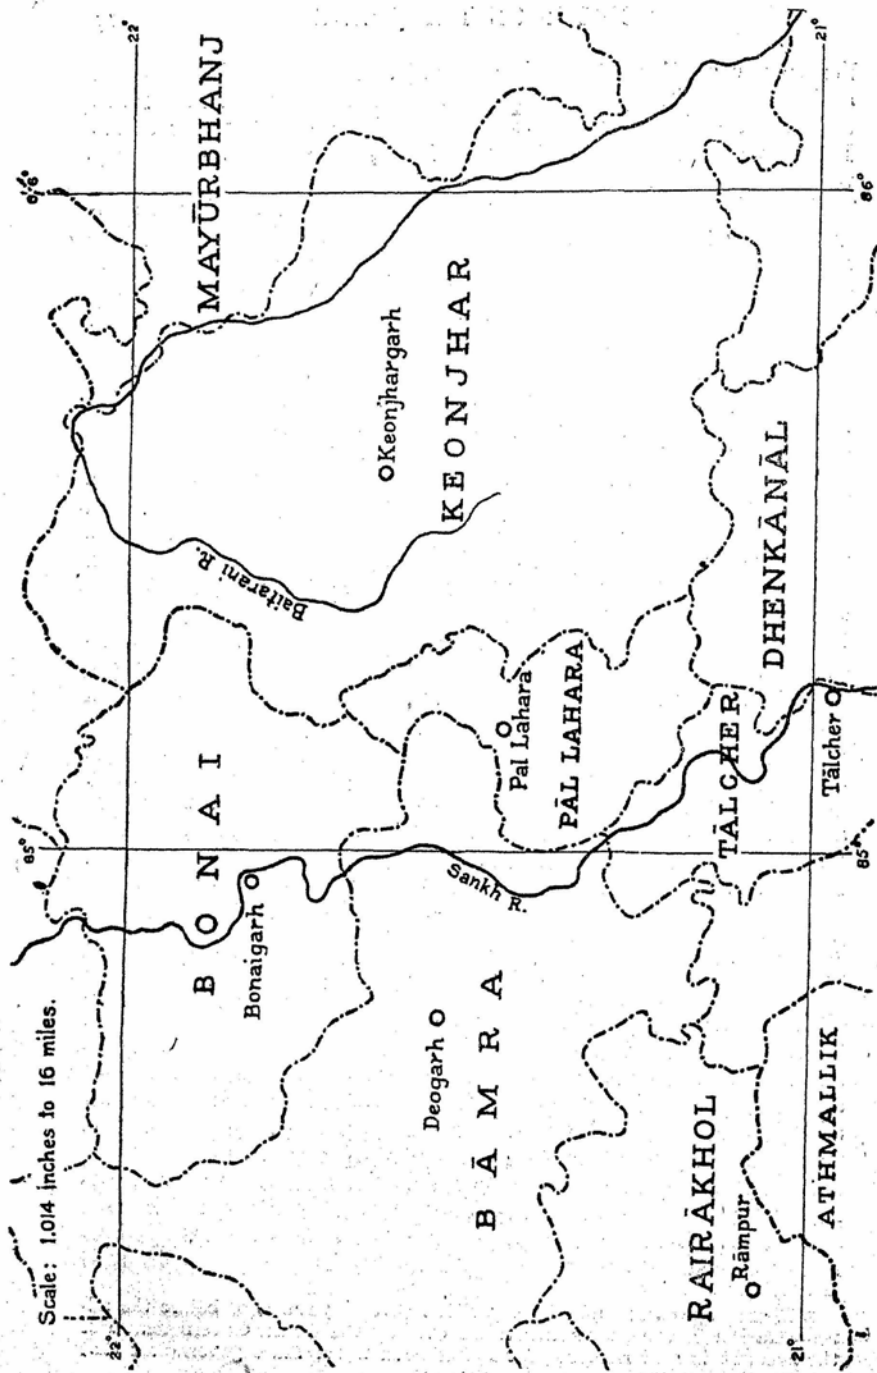 Scale: 1.014 inches to 16 miles.
85°
86°
22°
22
BONAI
MAYŪRBHANJ
Bonaigarh
Baitarani R.
Keonjhargarh
Deogarh
KEONJHAR
Sankh R.
BĀMRA
Pal Lahara
PĀL LAHARA
RAIRĀKHOL
TĀLCHER
DHENKĀNĀL
Rāmpur
21°
21°
ATHMALLIK
Tālcher
85°
86°